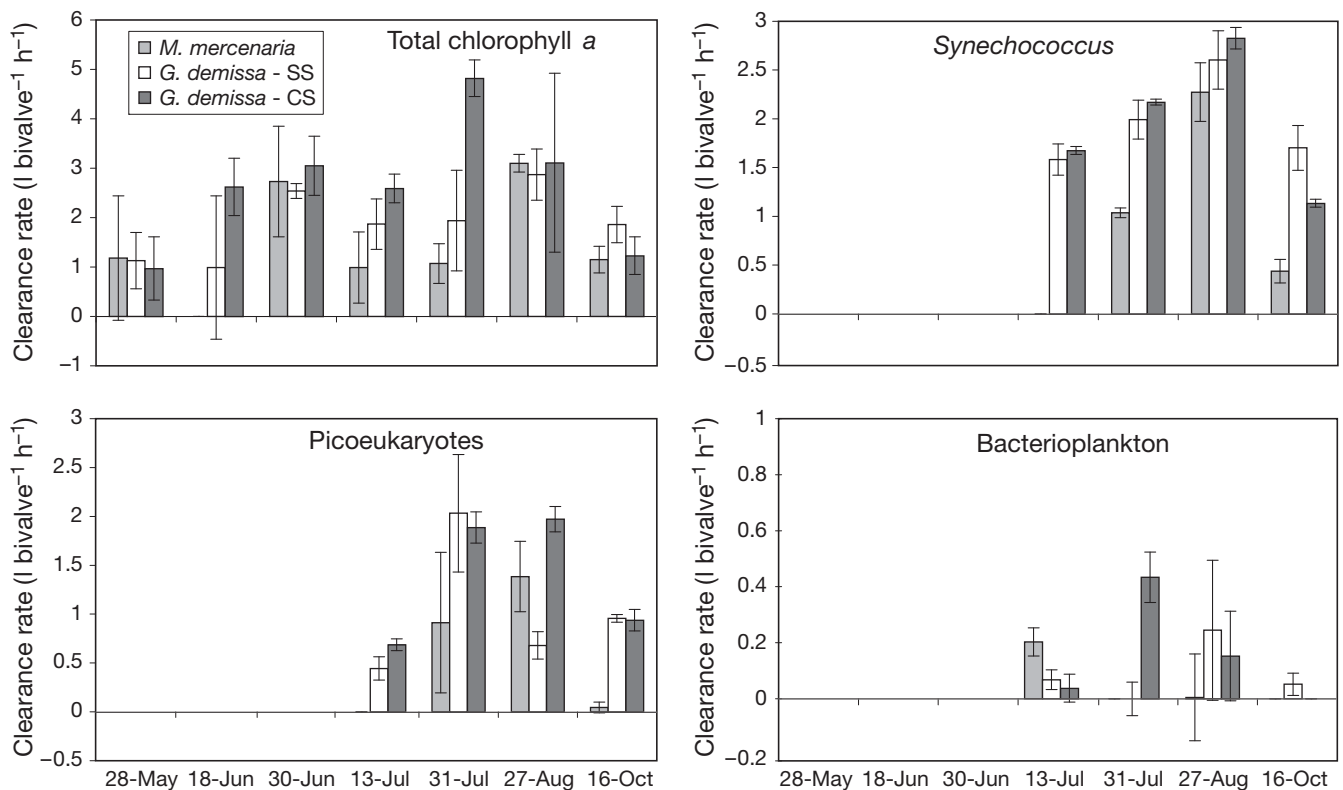 6
5
4
3
2
1
0
−1
Clearance rate (l bivalve⁻¹ h⁻¹)
M. mercenaria
G. demissa - SS
G. demissa - CS
Total chlorophyll a
3
2.5
2
1.5
1
0.5
0
−0.5
Clearance rate (l bivalve⁻¹ h⁻¹)
Synechococcus
3
2.5
2
1.5
1
0.5
0
−0.5
Clearance rate (l bivalve⁻¹ h⁻¹)
Picoeukaryotes
28-May 18-Jun 30-Jun 13-Jul 31-Jul 27-Aug 16-Oct
1
0.8
0.6
0.4
0.2
0
−0.2
Clearance rate (l bivalve⁻¹ h⁻¹)
Bacterioplankton
28-May 18-Jun 30-Jun 13-Jul 31-Jul 27-Aug 16-Oct